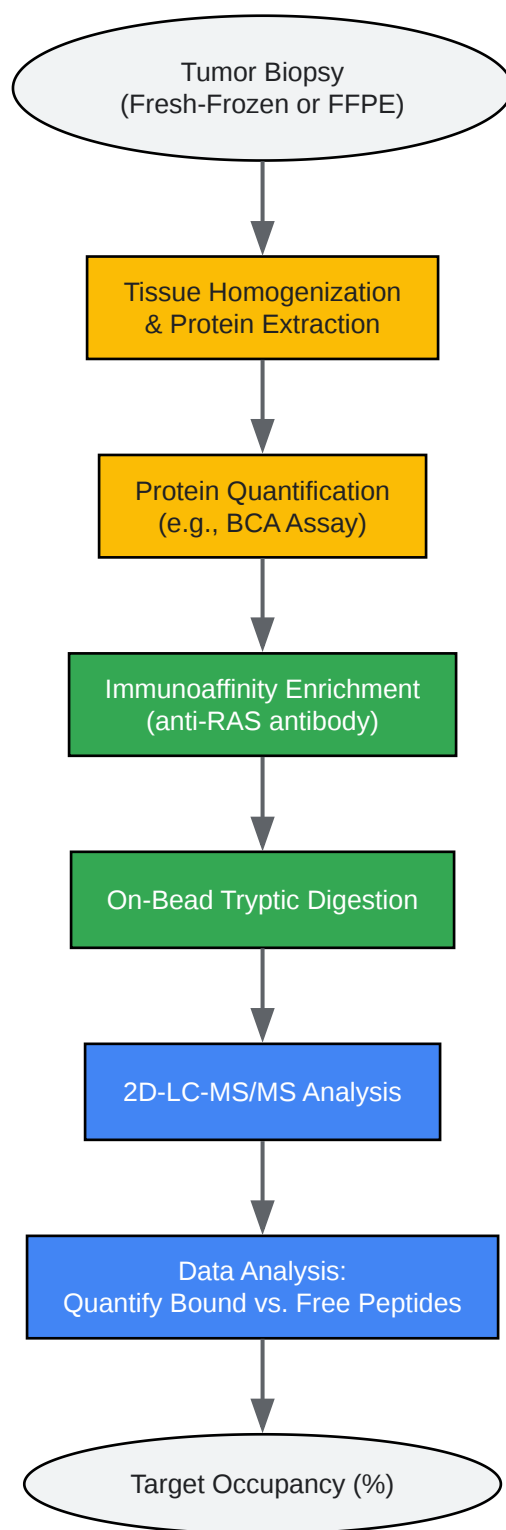 Tumor Biopsy
(Fresh-Frozen or FFPE)
Tissue Homogenization
& Protein Extraction
Protein Quantification
(e.g., BCA Assay)
Immunoaffinity Enrichment
(anti-RAS antibody)
On-Bead Tryptic Digestion
2D-LC-MS/MS Analysis
Data Analysis:
Quantify Bound vs. Free Peptides
Target Occupancy (%)